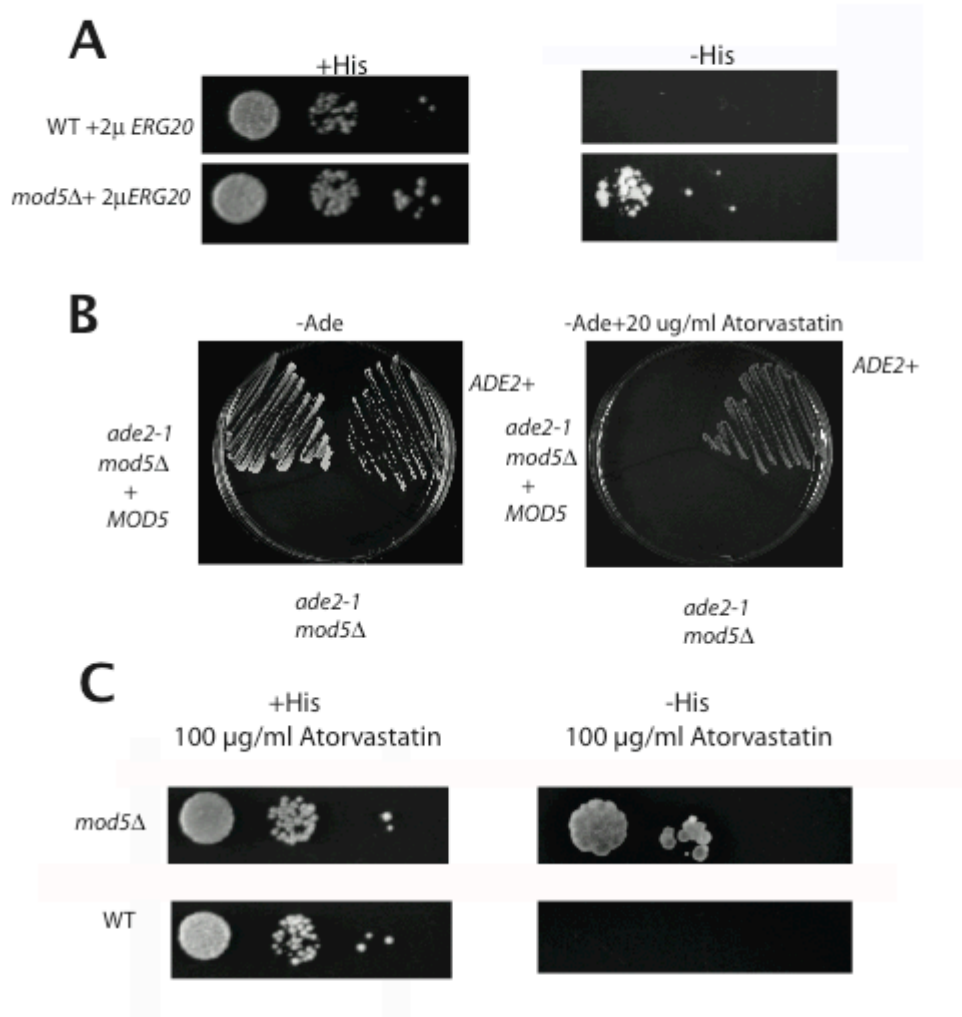 A
+His
-His
WT +2μ ERG20
mod5Δ+ 2μERG20
B
-Ade
-Ade+20 ug/ml Atorvastatin
ADE2+
ADE2+
ade2-1
mod5Δ
+
MOD5
ade2-1
mod5Δ
+
MOD5
ade2-1
mod5Δ
ade2-1
mod5Δ
C
+His
100 μg/ml Atorvastatin
-His
100 μg/ml Atorvastatin
mod5Δ
WT